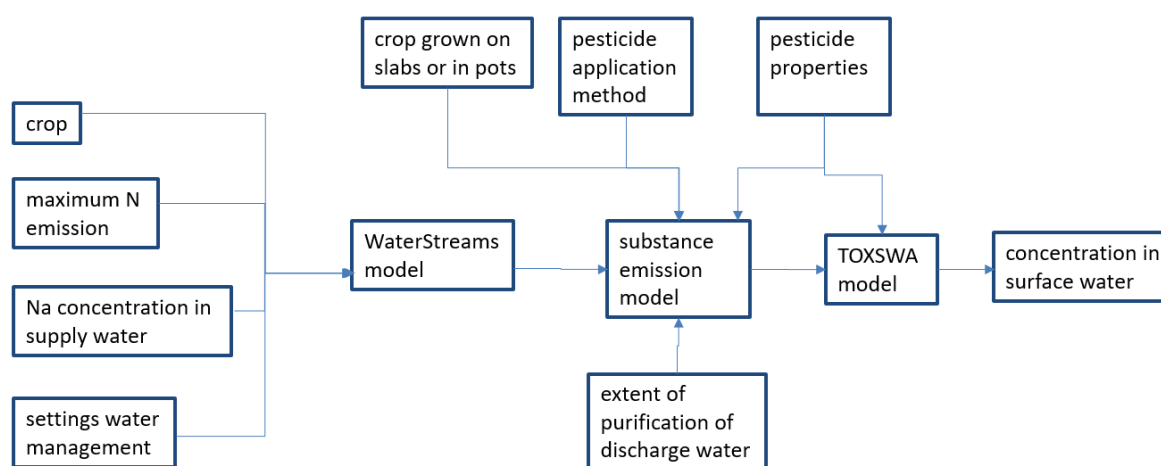 crop grown on
slabs or in pots
pesticide
application
method
pesticide
properties
crop
maximum N
emission
WaterStreams
model
substance
emission
model
TOXSWA
model
concentration in
surface water
Na concentration in
supply water
settings water
management
extent of
purification of
discharge water